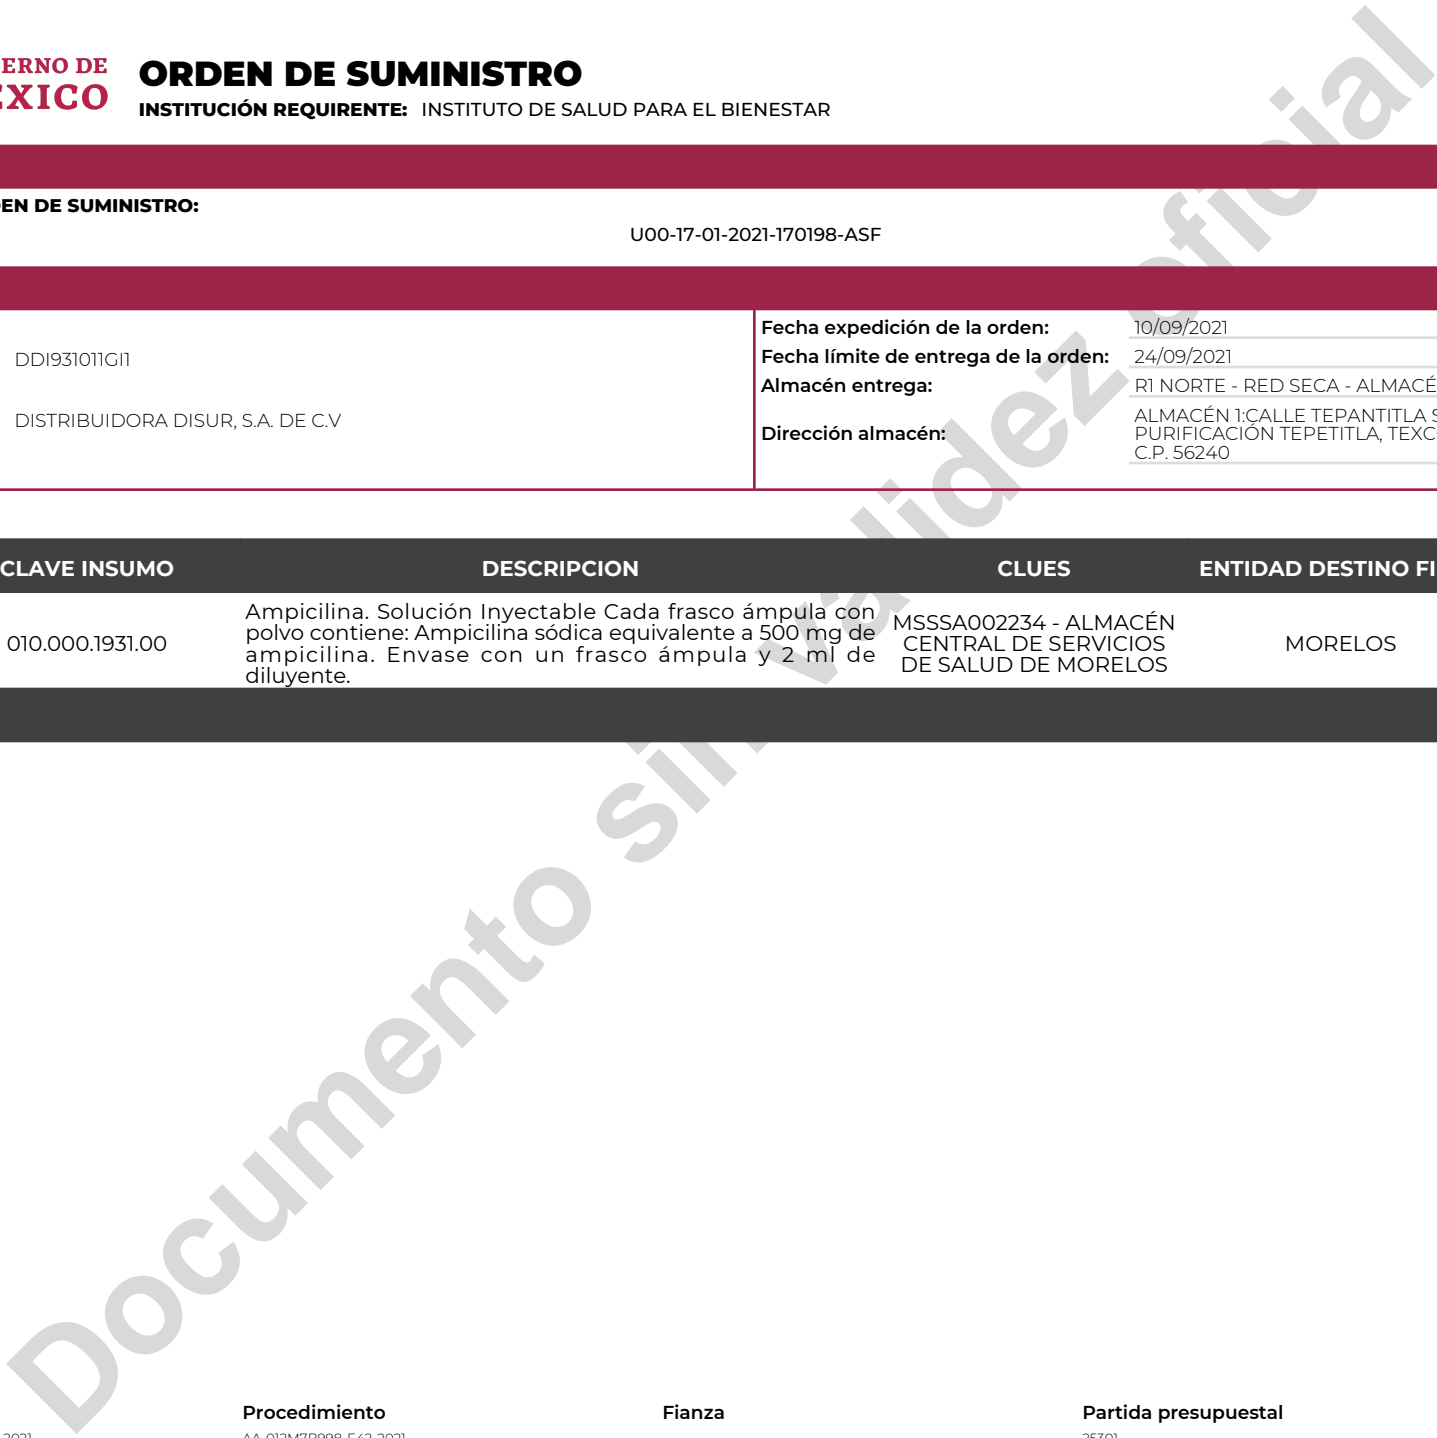 ERNO DE
EXICO
ORDEN DE SUMINISTRO
INSTITUCIÓN REQUIRENTE: INSTITUTO DE SALUD PARA EL BIENESTAR
EN DE SUMINISTRO:
U00-17-01-2021-170198-ASF
DDI931011GI1
DISTRIBUIDORA DISUR, S.A. DE C.V
Fecha expedición de la orden: 10/09/2021
Fecha límite de entrega de la orden: 24/09/2021
Almacén entrega: R1 NORTE - RED SECA - ALMACÉ
Dirección almacén: ALMACÉN 1:CALLE TEPANTITLA S
PURIFICACIÓN TEPETITLA, TEXC
C.P. 56240
CLAVE INSUMO DESCRIPCION CLUES ENTIDAD DESTINO FI
010.000.1931.00
Ampicilina. Solución Inyectable Cada frasco ámpula con
polvo contiene: Ampicilina sódica equivalente a 500 mg de
ampicilina. Envase con un frasco ámpula y 2 ml de
diluyente.
MSSSA002234 - ALMACÉN
CENTRAL DE SERVICIOS
DE SALUD DE MORELOS
MORELOS
Documento sin validez oficial
Procedimiento Fianza Partida presupuestal